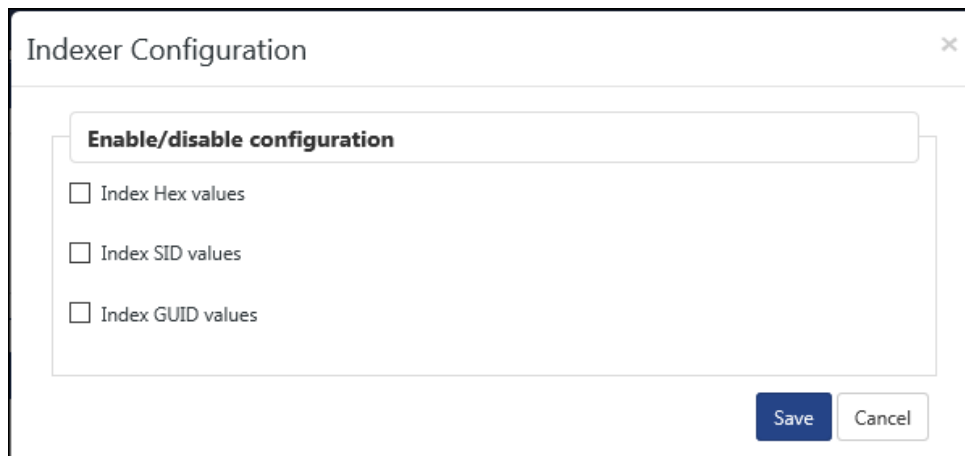 Indexer Configuration
×
Enable/disable configuration
Index Hex values
Index SID values
Index GUID values
Save
Cancel